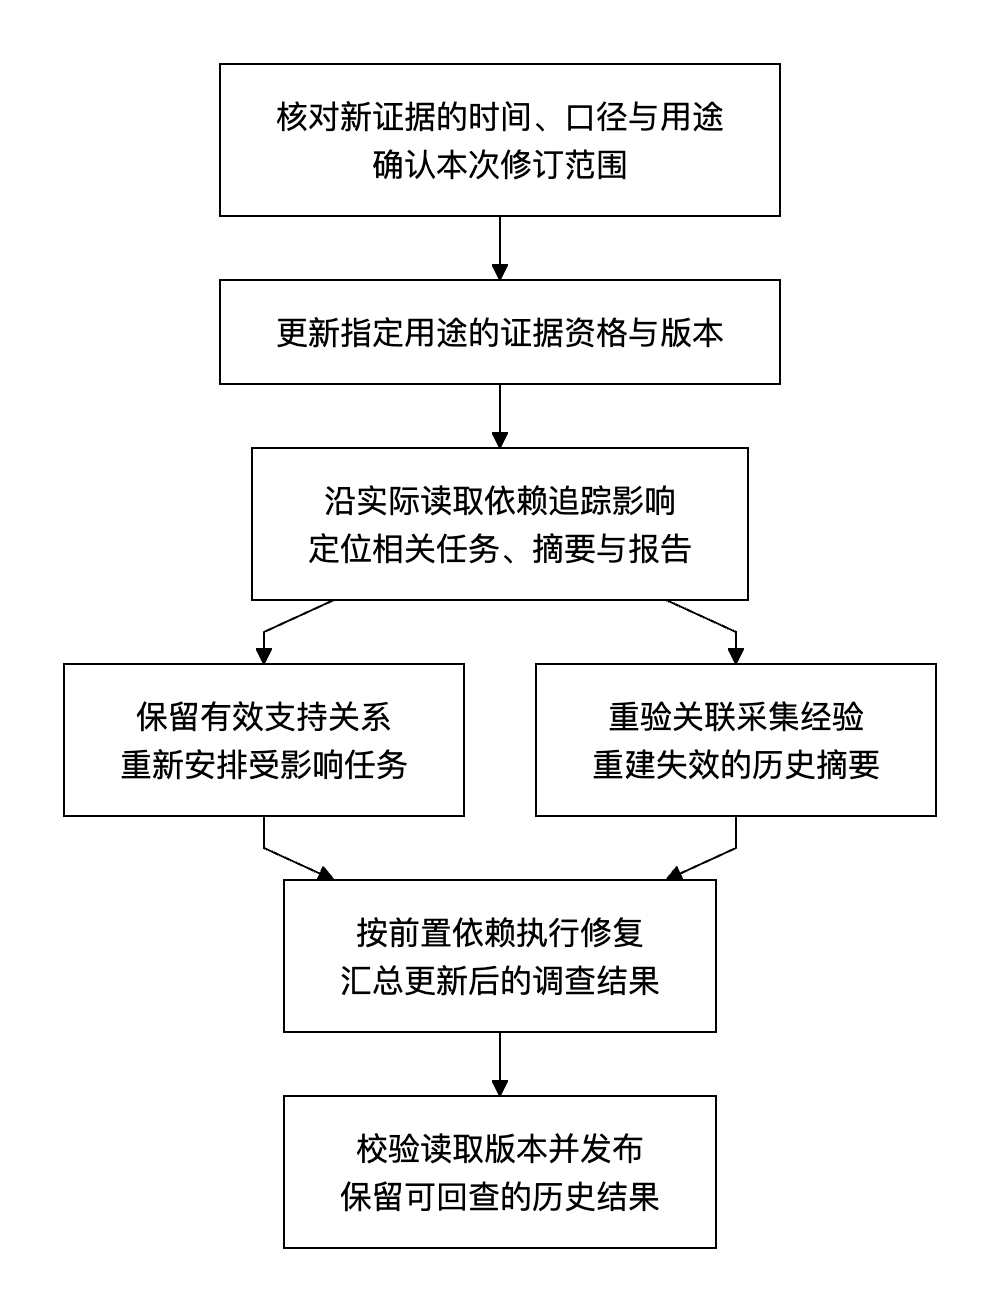 核对新证据的时间、口径与用途
确认本次修订范围
更新指定用途的证据资格与版本
沿实际读取依赖追踪影响
定位相关任务、摘要与报告
保留有效支持关系
重新安排受影响任务
重验关联采集经验
重建失效的历史摘要
按前置依赖执行修复
汇总更新后的调查结果
校验读取版本并发布
保留可回查的历史结果